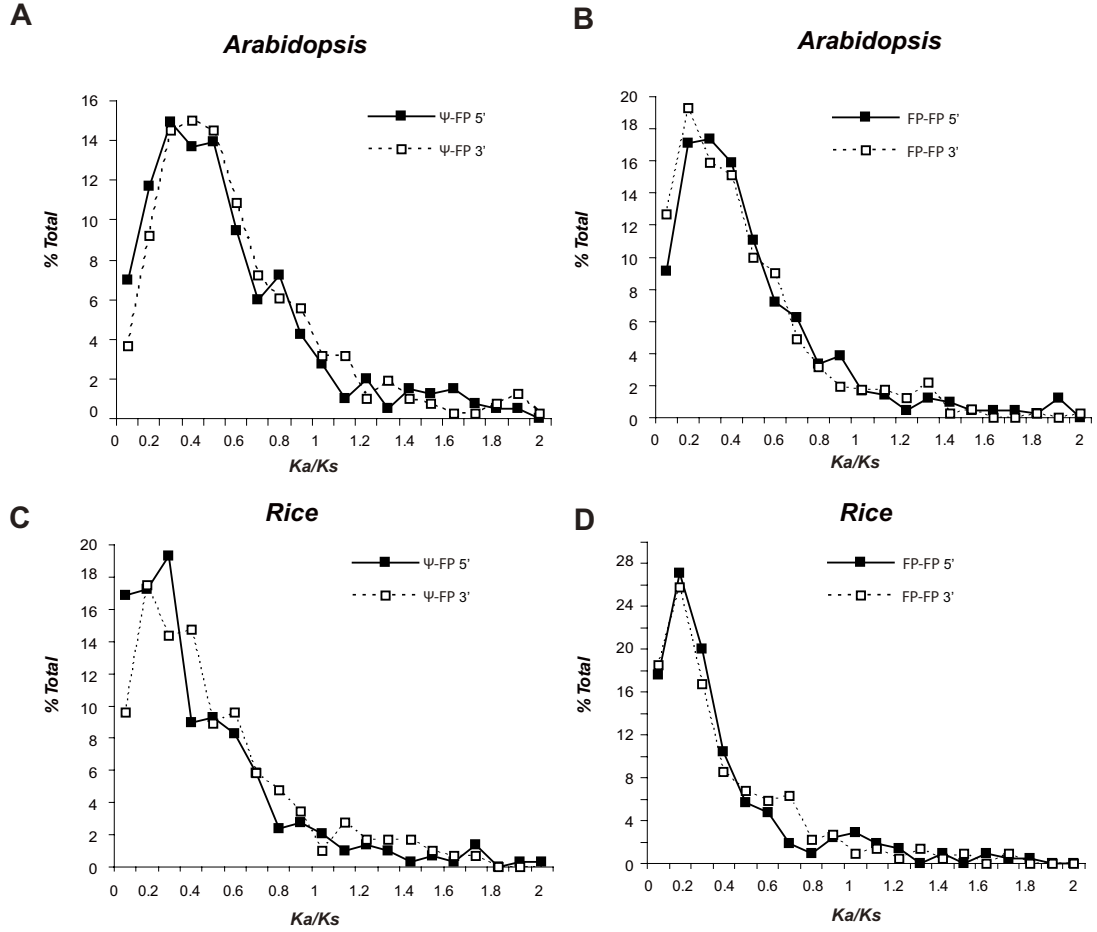 A
Arabidopsis
16
14
12
10
8
6
4
2
0
% Total
Ψ-FP 5'
Ψ-FP 3'
0 0.2 0.4 0.6 0.8 1 1.2 1.4 1.6 1.8 2
Ka/Ks
B
Arabidopsis
20
18
16
14
12
10
8
6
4
2
0
% Total
FP-FP 5'
FP-FP 3'
0 0.2 0.4 0.6 0.8 1 1.2 1.4 1.6 1.8 2
Ka/Ks
C
Rice
20
18
16
14
12
10
8
6
4
2
0
% Total
Ψ-FP 5'
Ψ-FP 3'
0 0.2 0.4 0.6 0.8 1 1.2 1.4 1.6 1.8 2
Ka/Ks
D
Rice
28
24
20
16
12
8
4
0
% Total
FP-FP 5'
FP-FP 3'
0 0.2 0.4 0.6 0.8 1 1.2 1.4 1.6 1.8 2
Ka/Ks